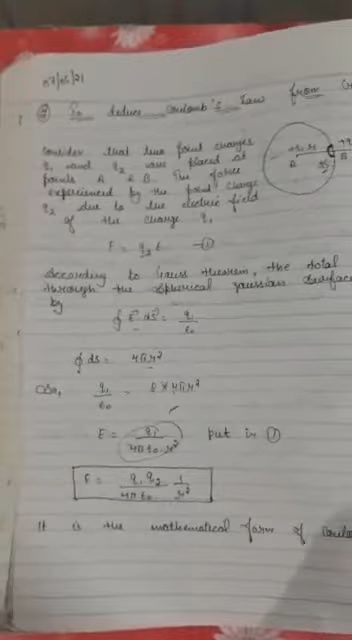 07/05/21
Q To deduce Coulomb's Law from
Consider that two point charges
q1 and q2 are placed at
points A & B. The force
experienced by the point charge
q2 due to the electric field
of the charge q1
A
B
F = q2 E —①
According to Gauss theorem, the total
through the spherical gaussian surface
by
∮ E⃗ ds⃗ = q1/ε0
∮ ds = 4πr²
So, q1/ε0 = E × 4πr²
E = q1/4πε0.r² put in ①
F = q1 q2/4πε0 1/r²
It is the mathematical form of